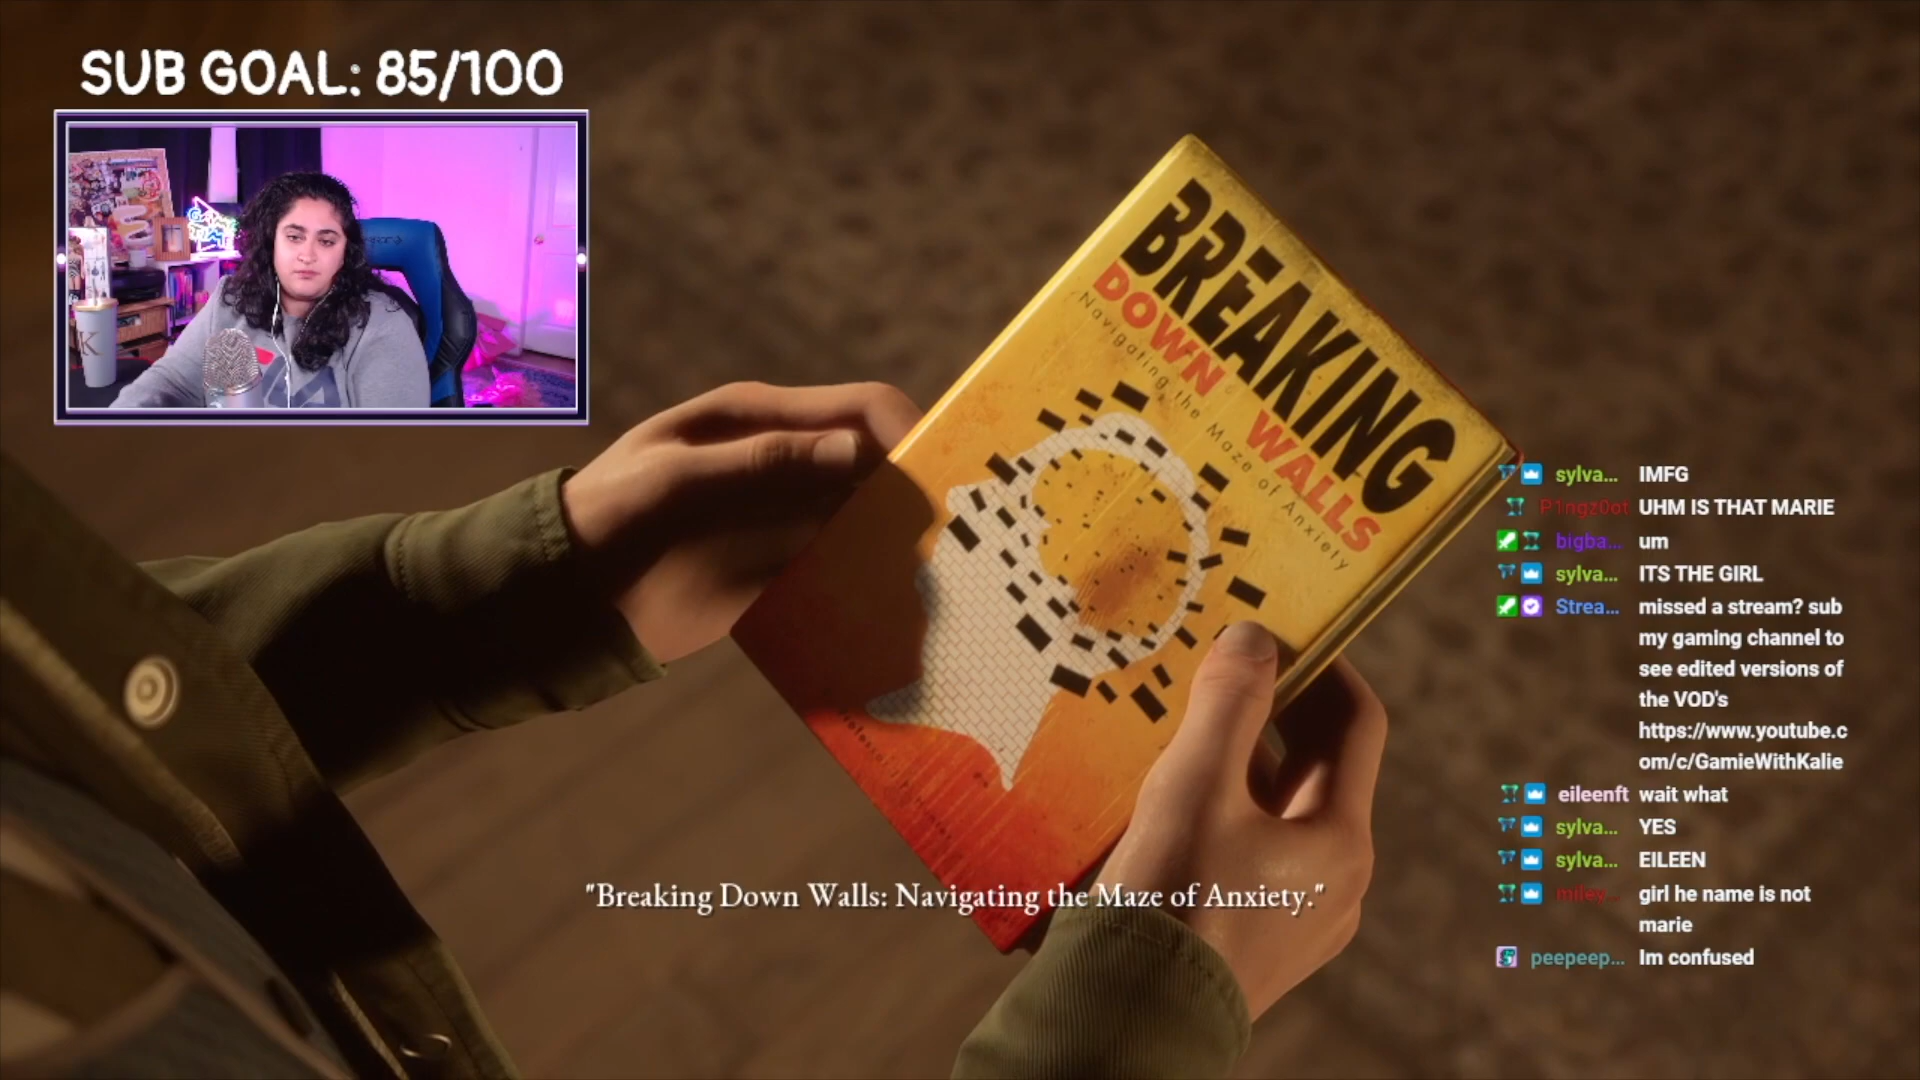 SUB GOAL: 85/100
K
BREAKING
DOWN WALLS
Navigating the Maze of Anxiety
"Breaking Down Walls: Navigating the Maze of Anxiety."
sylva... IMFG
P1ngz0ot UHM IS THAT MARIE
bigba... um
sylva... ITS THE GIRL
Strea... missed a stream? sub
my gaming channel to
see edited versions of
the VOD's
https://www.youtube.c
om/c/GamieWithKalie
eileenft wait what
sylva... YES
sylva... EILEEN
miley... girl he name is not
marie
peepeep... Im confused